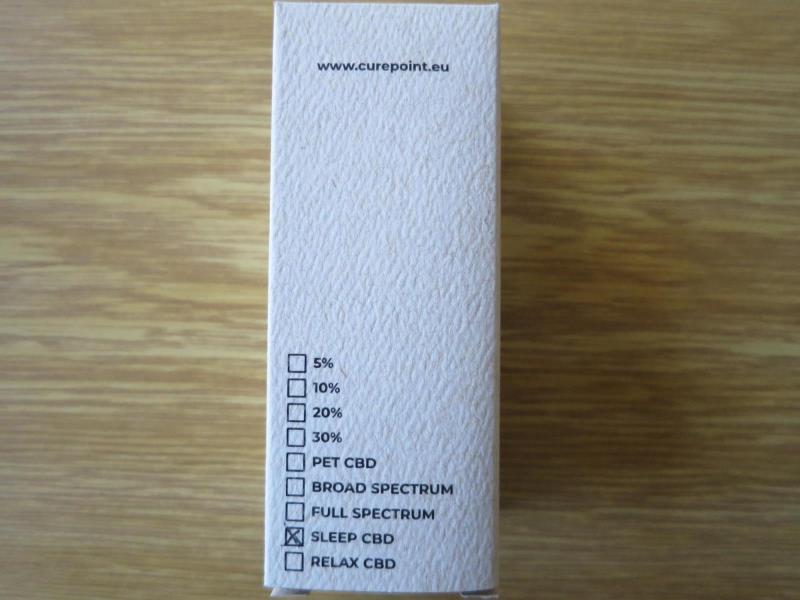 www.curepoint.eu
5%
10%
20%
30%
PET CBD
BROAD SPECTRUM
FULL SPECTRUM
SLEEP CBD
RELAX CBD